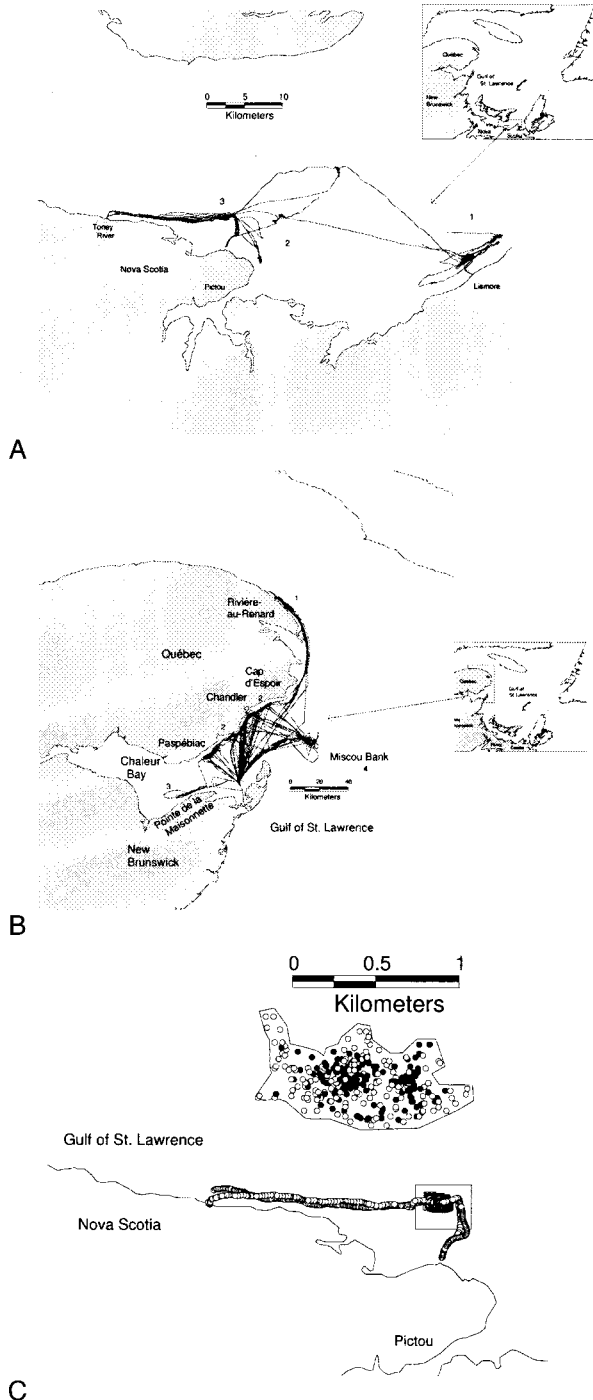 Québec
Gulf of
St. Lawrence
New
Brunswick
Nova
Scotia
0 5 10
Kilometers
3
1
Toney
River
2
Nova Scotia
Pictou
Lismore
A
1
Rivière-
au-Renard
Québec
Cap
d'Espoir
Chandler 2
2
Paspébiac
Chaleur
Bay
3
Pointe de la
Maisonnette
Miscou Bank
4
0 20 40
Kilometers
New
Brunswick
Gulf of St. Lawrence
Québec
Gulf of
St. Lawrence
B
0 0.5 1
Kilometers
Gulf of St. Lawrence
Nova Scotia
Pictou
C